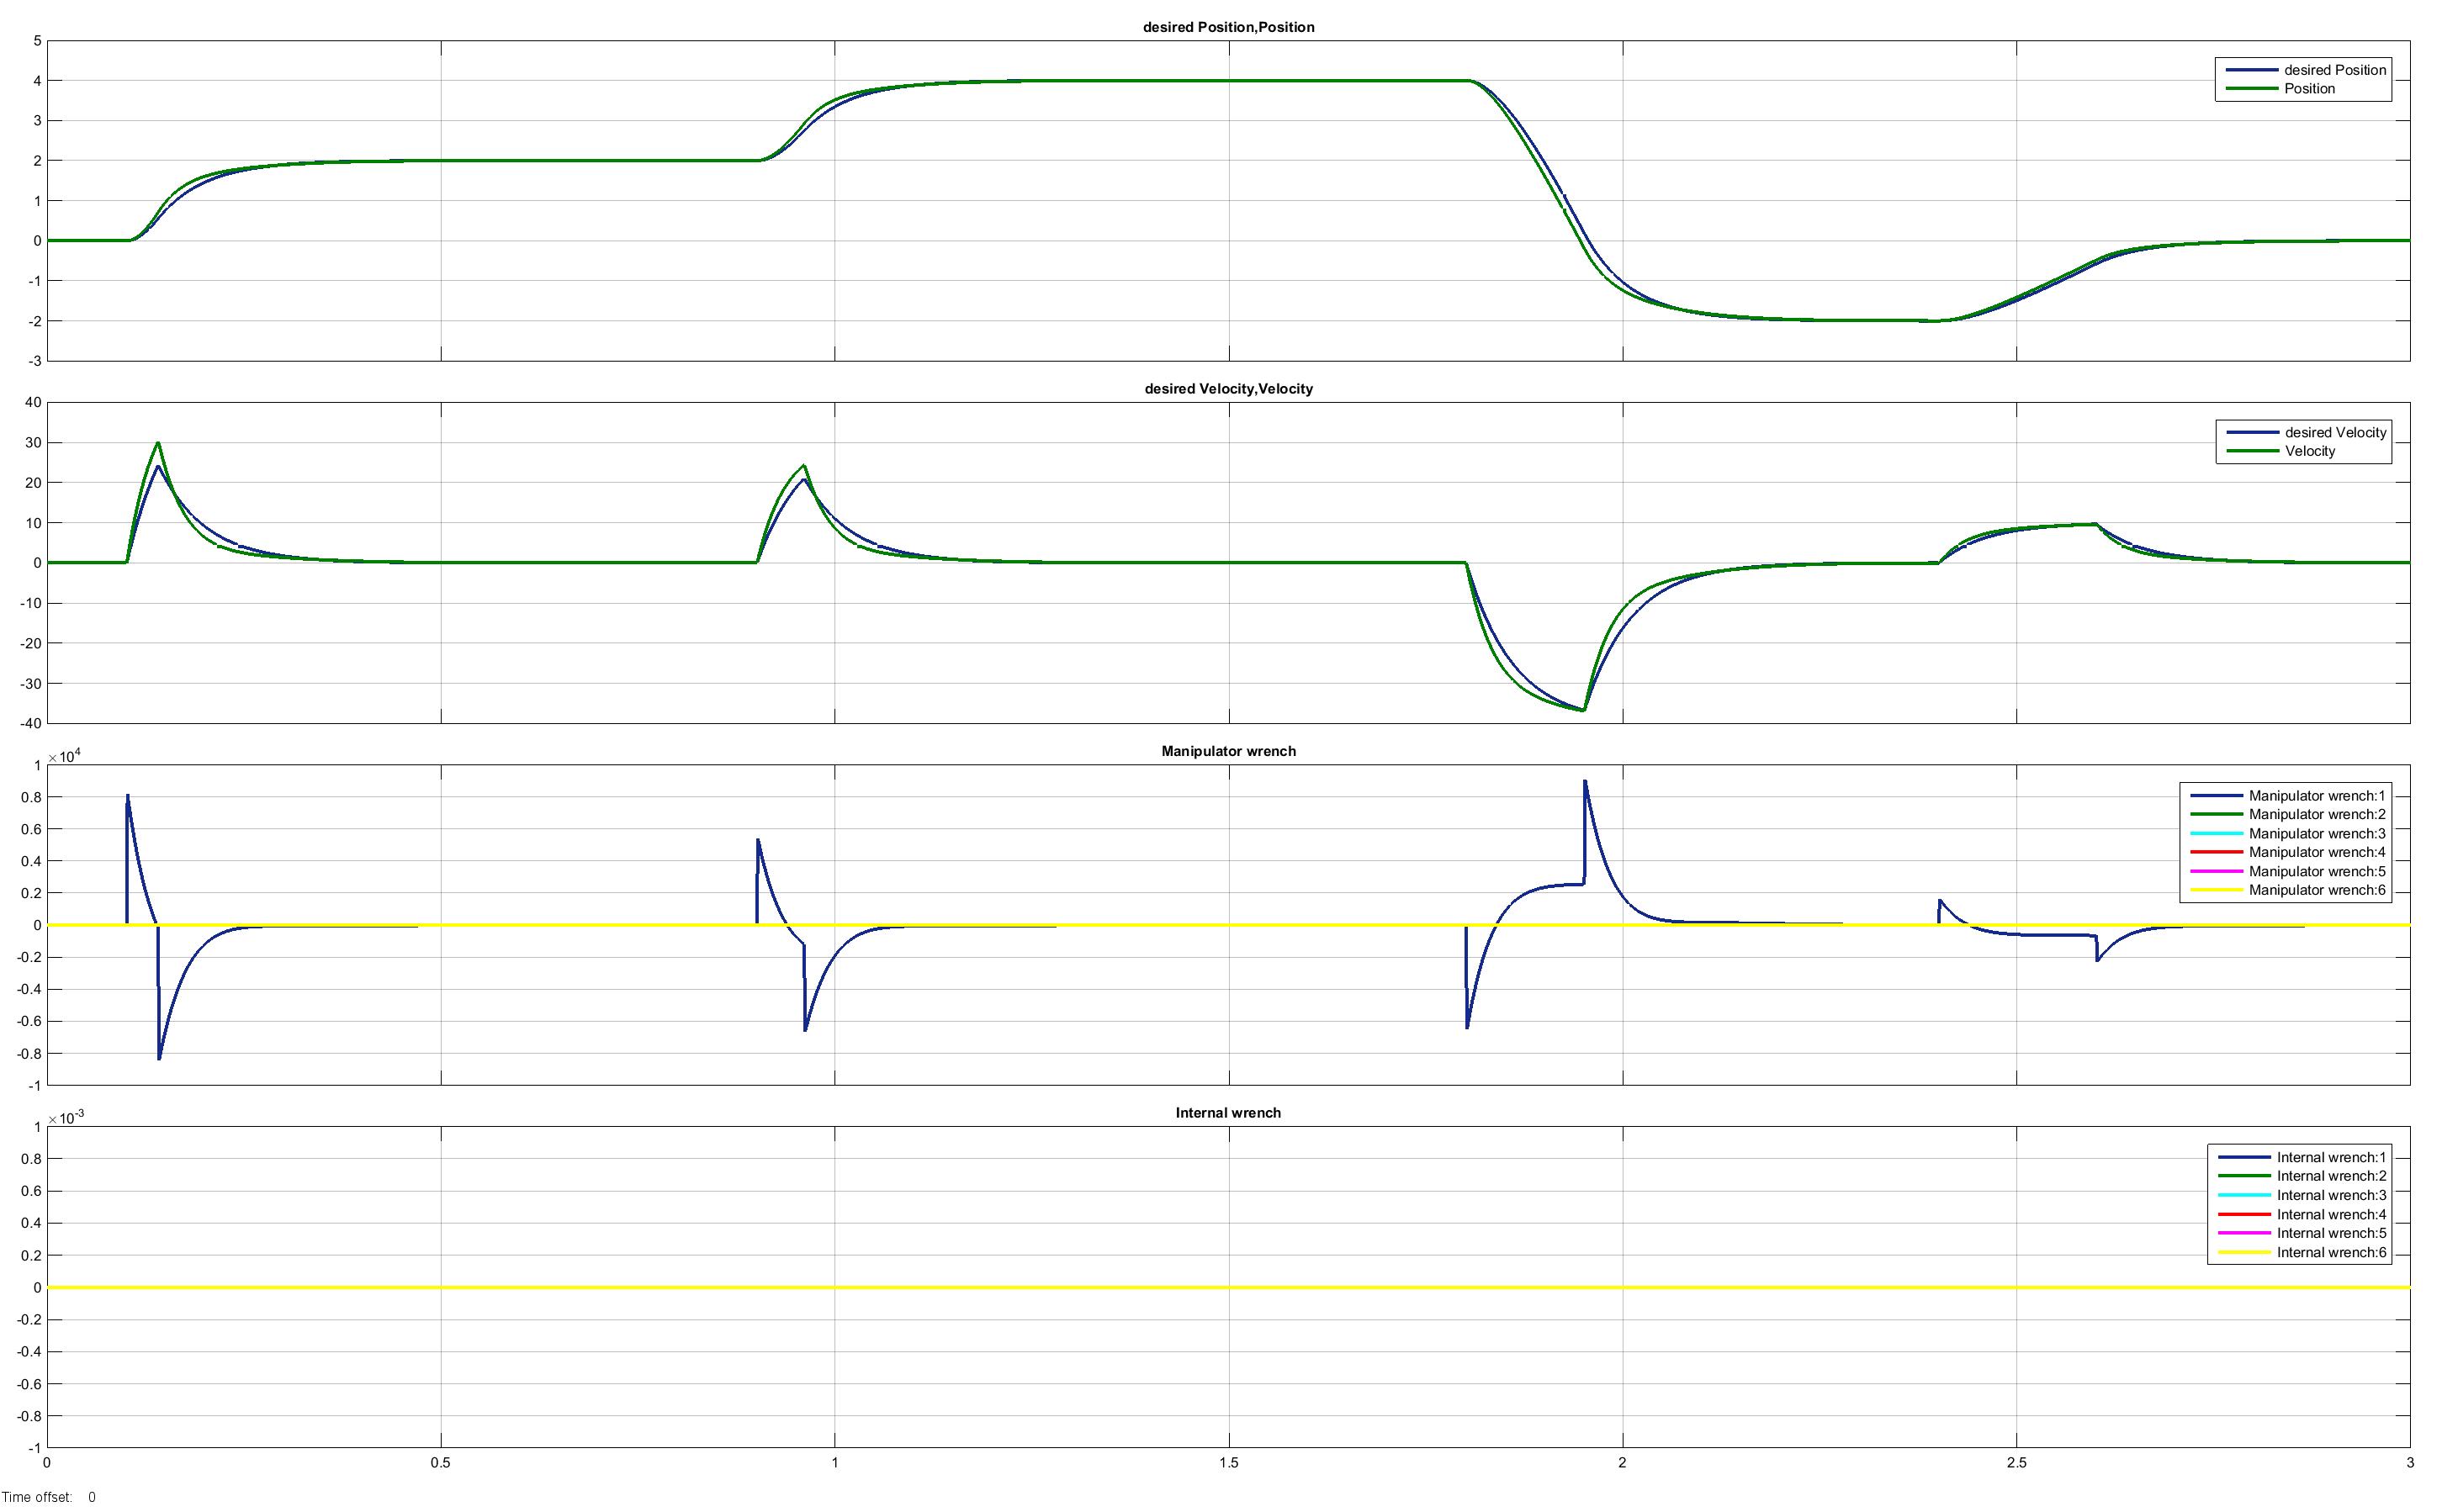 desired Position,Position
5
4
3
2
1
0
-1
-2
-3
desired Position
Position
desired Velocity,Velocity
40
30
20
10
0
-10
-20
-30
-40
desired Velocity
Velocity
×10^4
Manipulator wrench
1
0.8
0.6
0.4
0.2
0
-0.2
-0.4
-0.6
-0.8
-1
Manipulator wrench:1
Manipulator wrench:2
Manipulator wrench:3
Manipulator wrench:4
Manipulator wrench:5
Manipulator wrench:6
×10^-3
Internal wrench
1
0.8
0.6
0.4
0.2
0
-0.2
-0.4
-0.6
-0.8
-1
Internal wrench:1
Internal wrench:2
Internal wrench:3
Internal wrench:4
Internal wrench:5
Internal wrench:6
0 0.5 1 1.5 2 2.5 3
Time offset: 0